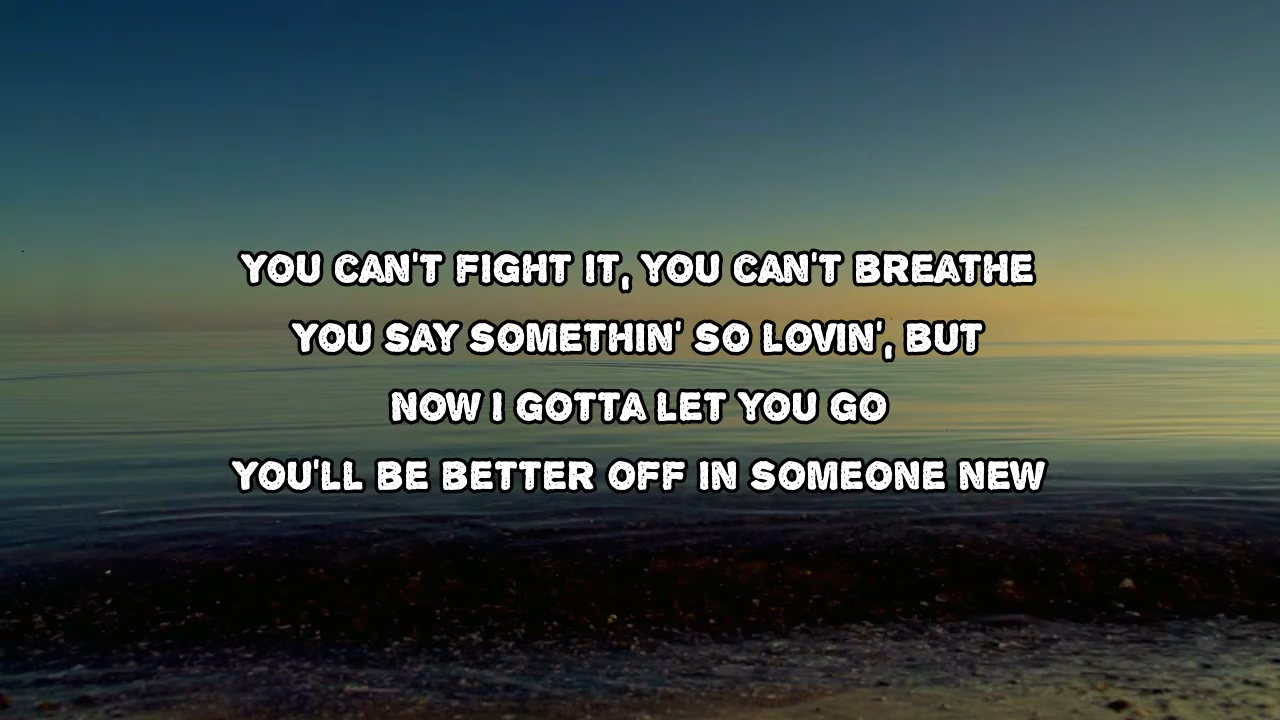 YOU CAN'T FIGHT IT, YOU CAN'T BREATHE
YOU SAY SOMETHIN' SO LOVIN', BUT
NOW I GOTTA LET YOU GO
YOU'LL BE BETTER OFF IN SOMEONE NEW